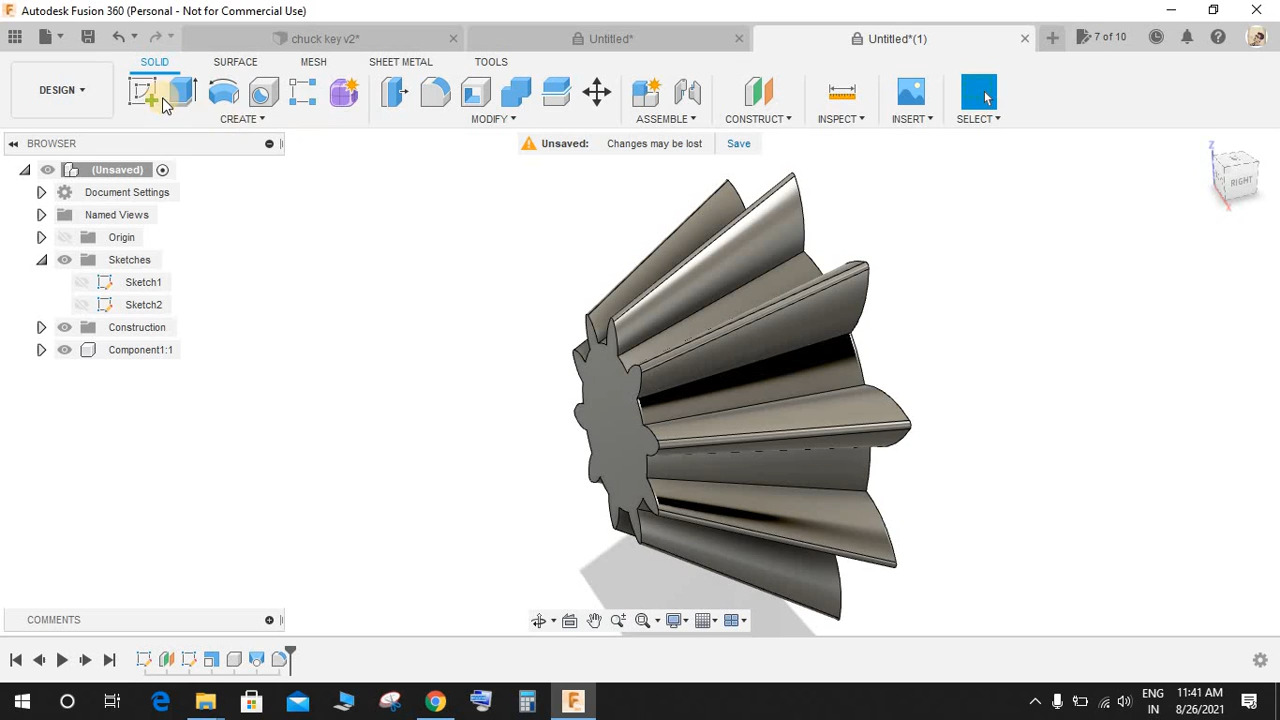 Autodesk Fusion 360 (Personal - Not for Commercial Use)
chuck key v2*
Untitled*
Untitled*(1)
7 of 10
SOLID
SURFACE
MESH
SHEET METAL
TOOLS
DESIGN
CREATE
MODIFY
ASSEMBLE
CONSTRUCT
INSPECT
INSERT
SELECT
BROWSER
Unsaved: Changes may be lost Save
(Unsaved)
Document Settings
Named Views
Origin
Sketches
Sketch1
Sketch2
Construction
Component1:1
Z
RIGHT
X
COMMENTS
ENG
IN
11:41 AM
8/26/2021